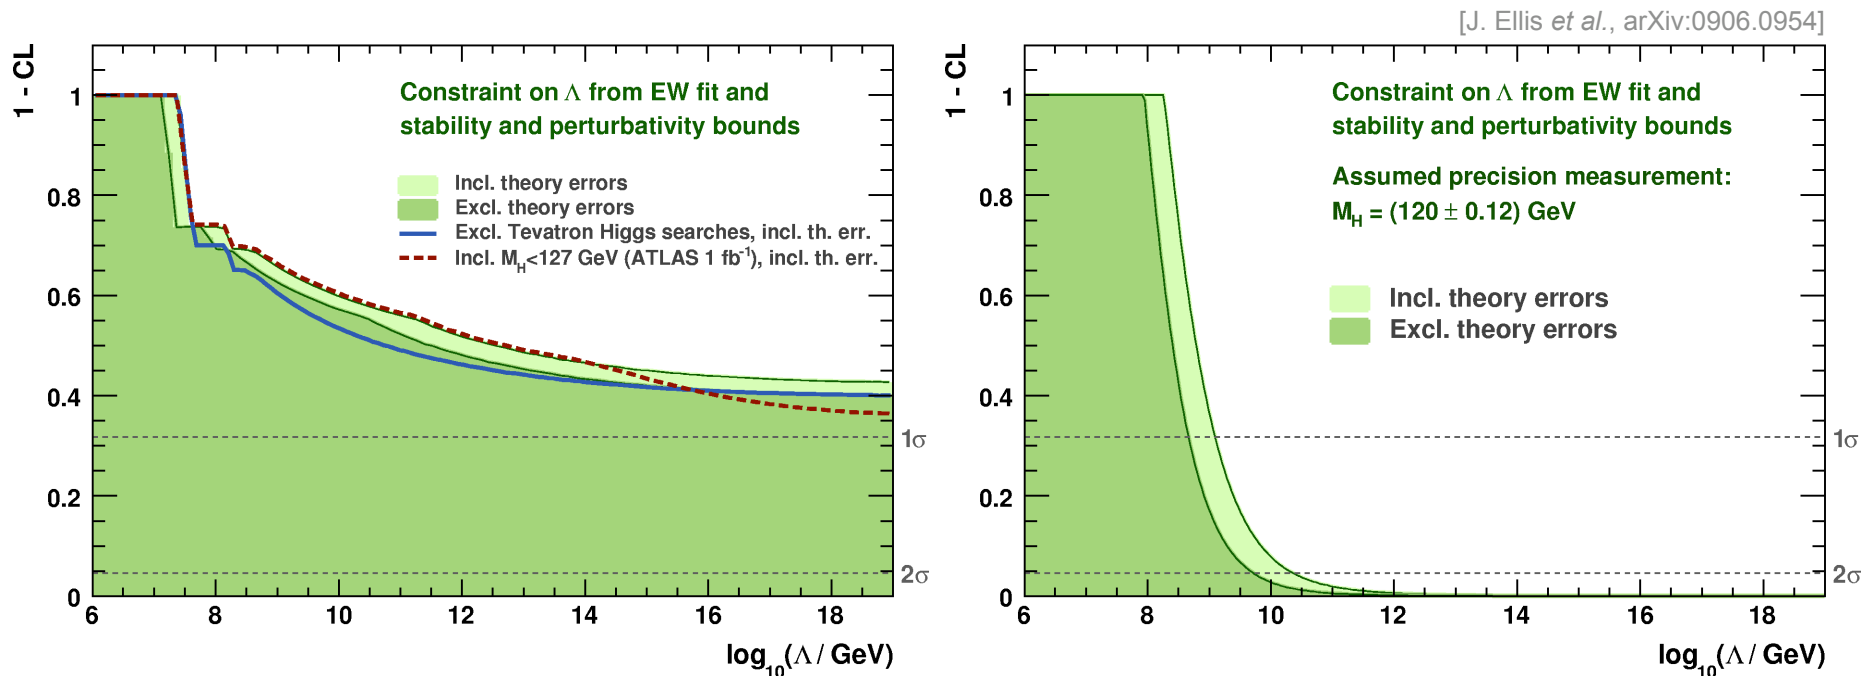 [J. Ellis et al., arXiv:0906.0954]
1 - CL
Constraint on Λ from EW fit and
stability and perturbativity bounds
Incl. theory errors
Excl. theory errors
Excl. Tevatron Higgs searches, incl. th. err.
Incl. M_H<127 GeV (ATLAS 1 fb⁻¹), incl. th. err.
1
0.8
0.6
0.4
0.2
0
1σ
2σ
6 8 10 12 14 16 18
log₁₀(Λ / GeV)
1 - CL
Constraint on Λ from EW fit and
stability and perturbativity bounds
Assumed precision measurement:
M_H = (120 ± 0.12) GeV
Incl. theory errors
Excl. theory errors
1
0.8
0.6
0.4
0.2
0
1σ
2σ
6 8 10 12 14 16 18
log₁₀(Λ / GeV)